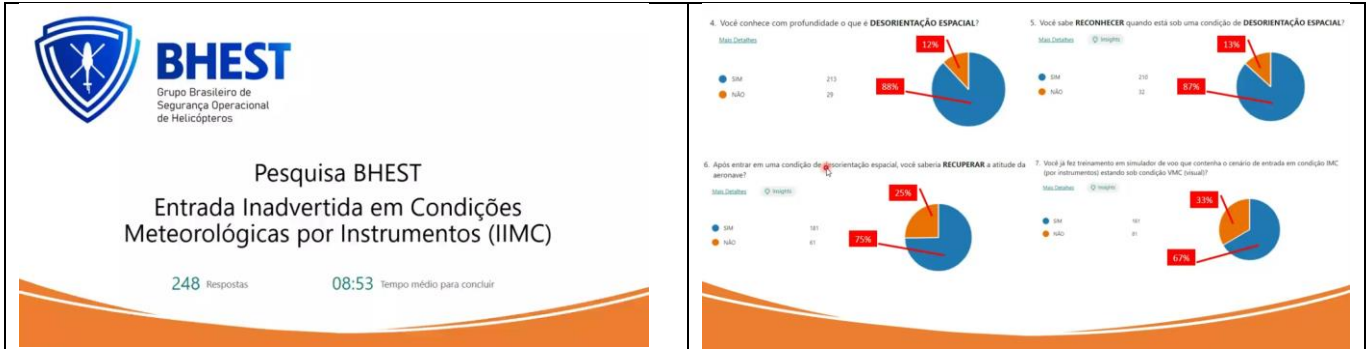 BHEST
Grupo Brasileiro de
Segurança Operacional
de Helicópteros
Pesquisa BHEST
Entrada Inadvertida em Condições
Meteorológicas por Instrumentos (IIMC)
248 Respostas
08:53 Tempo médio para concluir
4. Você conhece com profundidade o que é DESORIENTAÇÃO ESPACIAL?
Mais Detalhes
SIM 213
NÃO 29
12%
88%
5. Você sabe RECONHECER quando está sob uma condição de DESORIENTAÇÃO ESPACIAL?
Mais Detalhes
Insights
SIM 210
NÃO 32
13%
87%
6. Após entrar em uma condição de desorientação espacial, você saberia RECUPERAR a atitude da
aeronave?
Mais Detalhes
Insights
SIM 181
NÃO 61
25%
75%
7. Você já fez treinamento em simulador de voo que contenha o cenário de entrada em condição IMC
(por instrumentos) estando sob condição VMC (visual)?
Mais Detalhes
Insights
SIM 161
NÃO 81
33%
67%